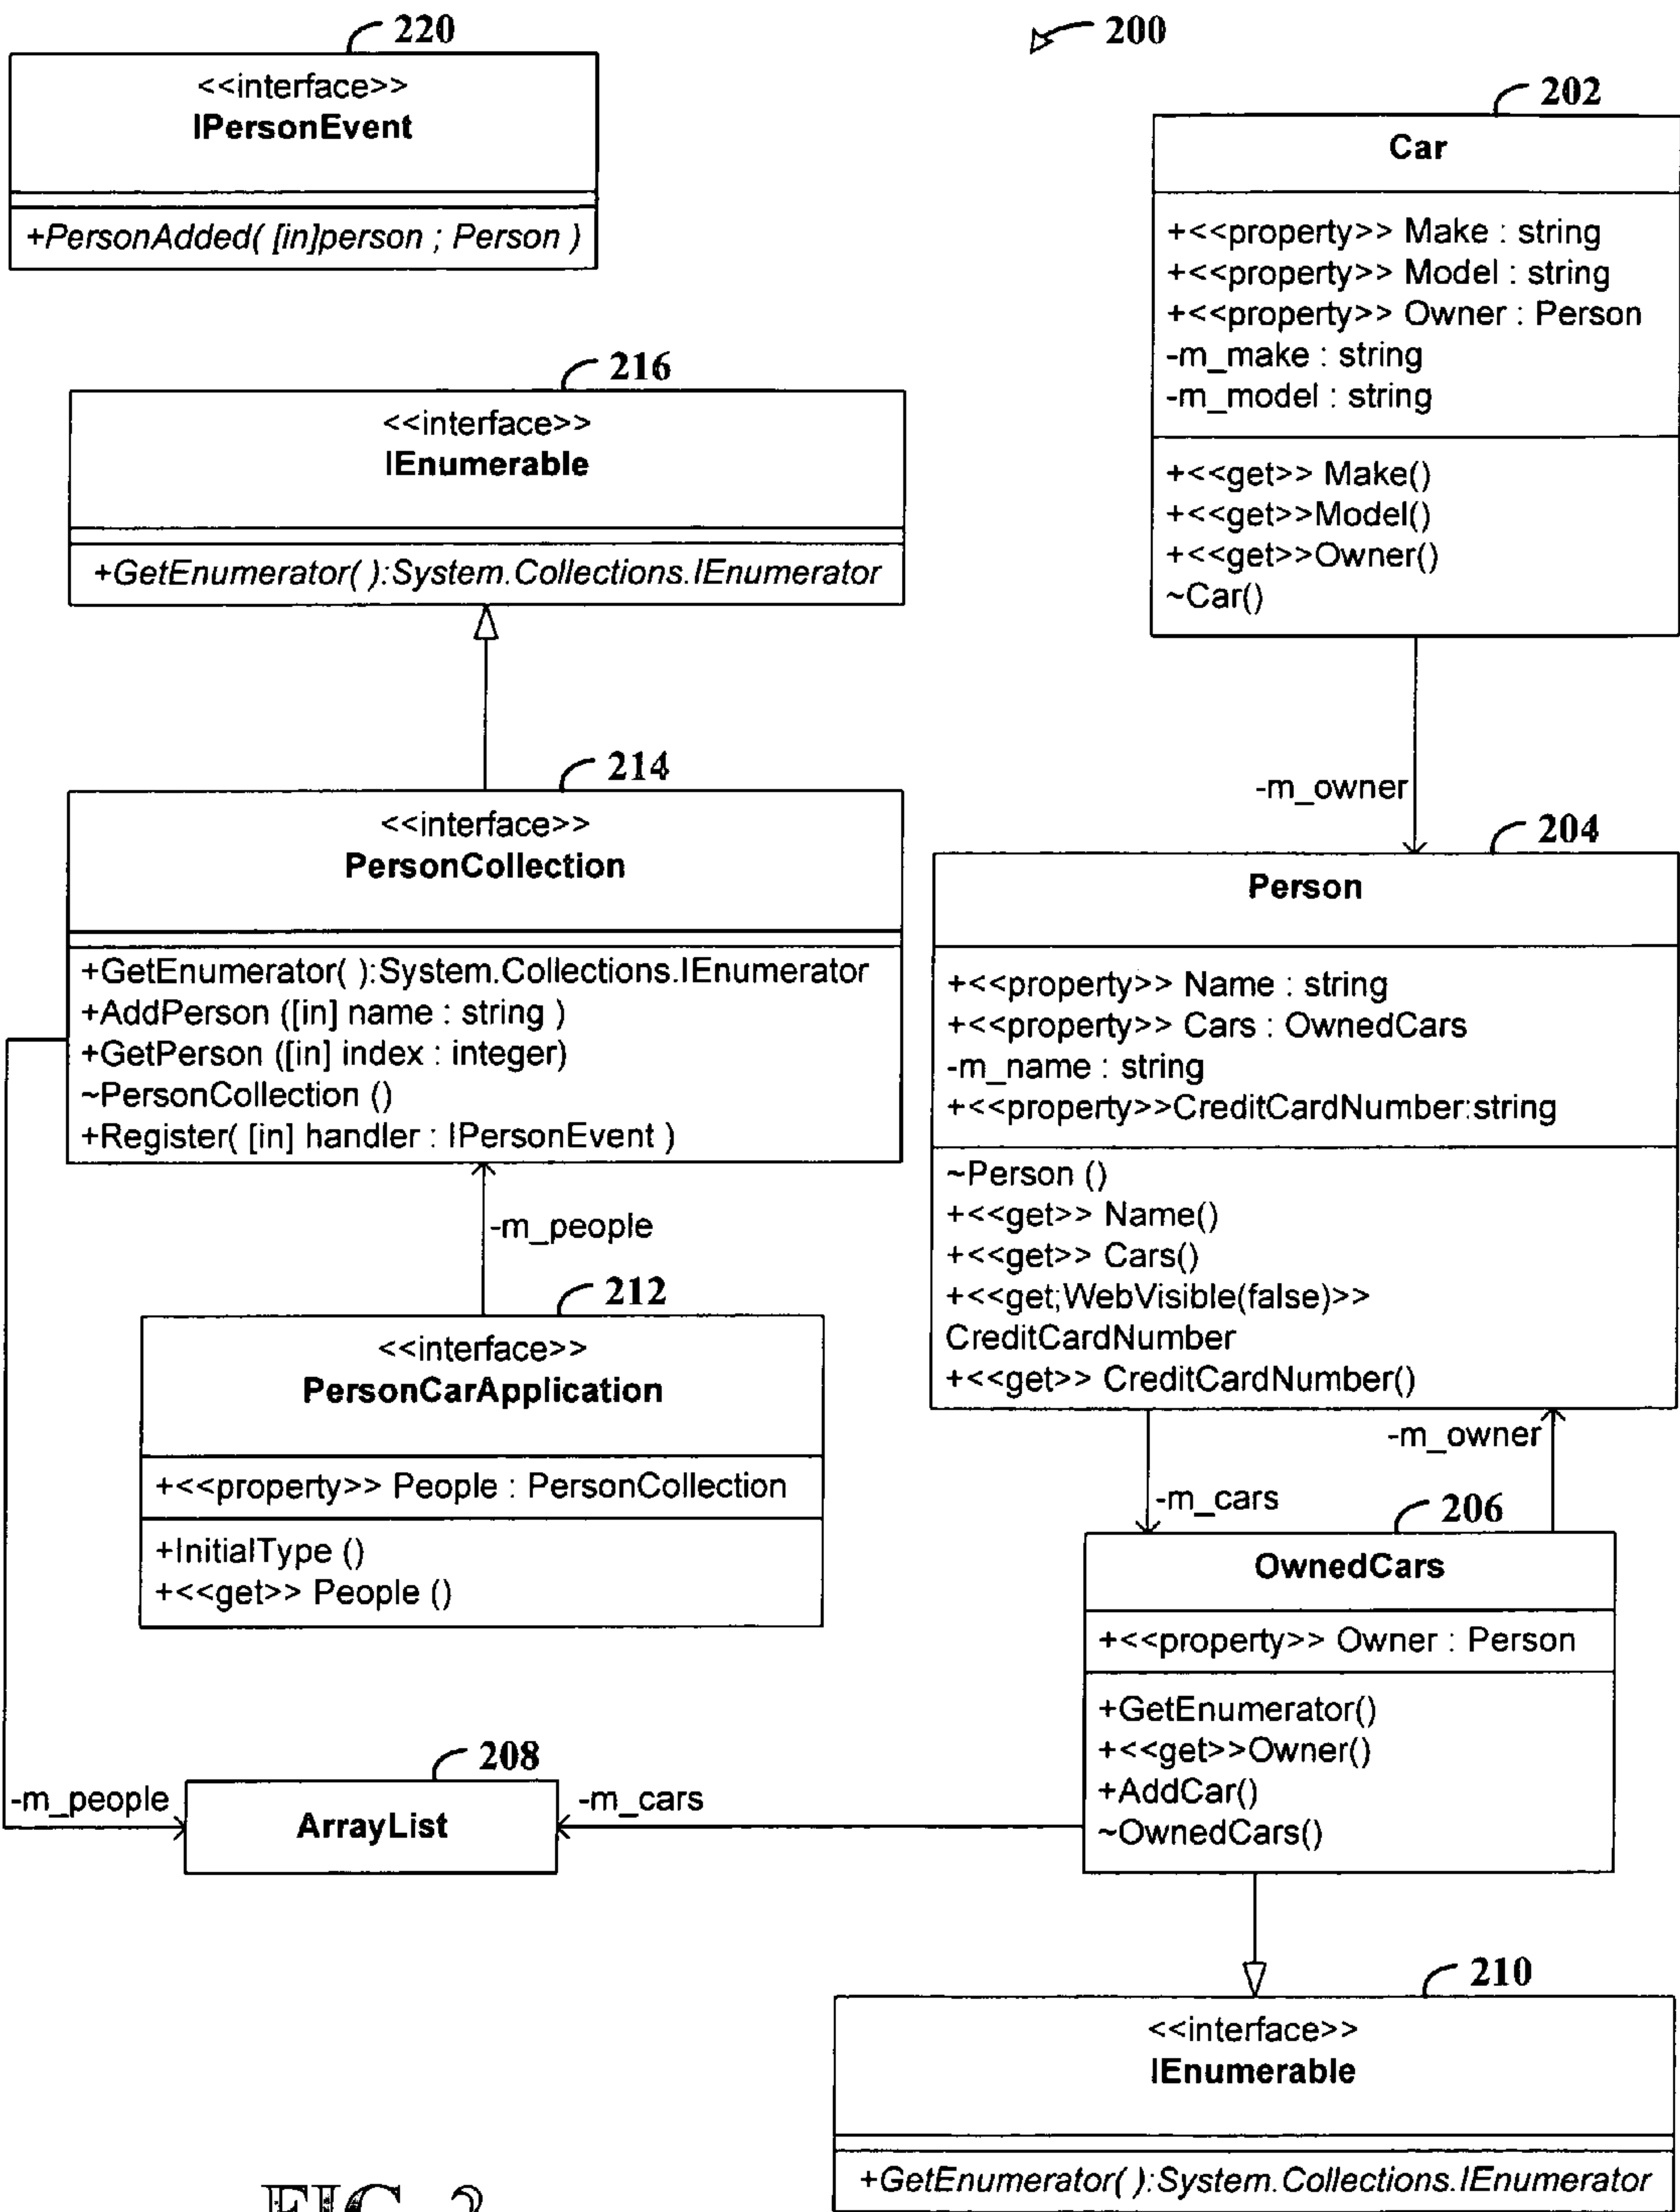 220
<<interface>>
IPersonEvent
+PersonAdded( [in]person ; Person )
200
202
Car
+<<property>> Make : string
+<<property>> Model : string
+<<property>> Owner : Person
-m_make : string
-m_model : string
+<<get>> Make()
+<<get>>Model()
+<<get>>Owner()
~Car()
216
<<interface>>
IEnumerable
+GetEnumerator( ):System.Collections.IEnumerator
-m_owner
214
<<interface>>
PersonCollection
+GetEnumerator( ):System.Collections.IEnumerator
+AddPerson ([in] name : string )
+GetPerson ([in] index : integer)
~PersonCollection ()
+Register( [in] handler : IPersonEvent )
204
Person
+<<property>> Name : string
+<<property>> Cars : OwnedCars
-m_name : string
+<<property>>CreditCardNumber:string
~Person ()
+<<get>> Name()
+<<get>> Cars()
+<<get;WebVisible(false)>>
CreditCardNumber
+<<get>> CreditCardNumber()
-m_people
212
<<interface>>
PersonCarApplication
+<<property>> People : PersonCollection
+InitialType ()
+<<get>> People ()
-m_owner
-m_cars
206
OwnedCars
+<<property>> Owner : Person
+GetEnumerator()
+<<get>>Owner()
+AddCar()
~OwnedCars()
208
-m_people
ArrayList
-m_cars
210
<<interface>>
IEnumerable
+GetEnumerator( ):System.Collections.IEnumerator
FIG. 2